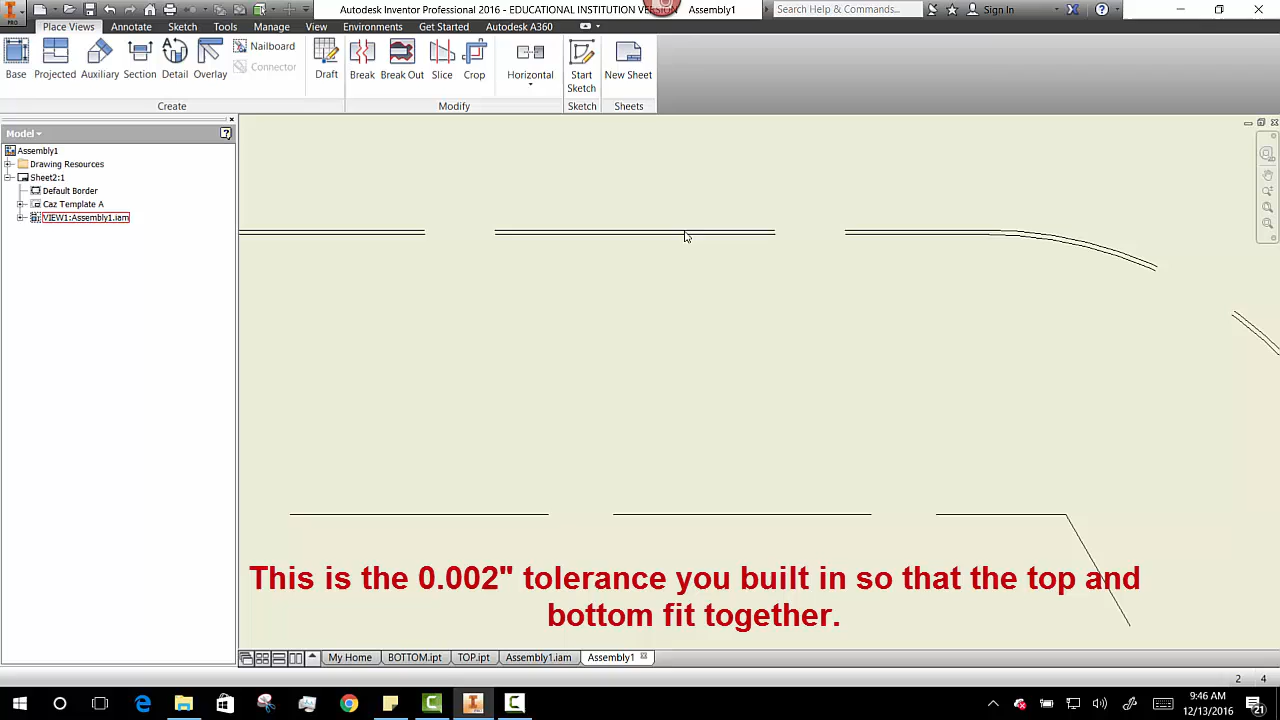 Autodesk Inventor Professional 2016 - EDUCATIONAL INSTITUTION VERSION Assembly1
Search Help & Commands...
Sign In
PRO
Place Views Annotate Sketch Tools Manage View Environments Get Started Autodesk A360
Base Projected Auxiliary Section Detail Overlay
Nailboard
Connector
Draft Break Break Out Slice Crop Horizontal Start Sketch New Sheet
Create Modify Sketch Sheets
Model
Assembly1
Drawing Resources
Sheet2:1
Default Border
Caz Template A
VIEW1:Assembly1.iam
This is the 0.002" tolerance you built in so that the top and
bottom fit together.
My Home BOTTOM.ipt TOP.ipt Assembly1.iam Assembly1
2 4
9:46 AM
12/13/2016
21